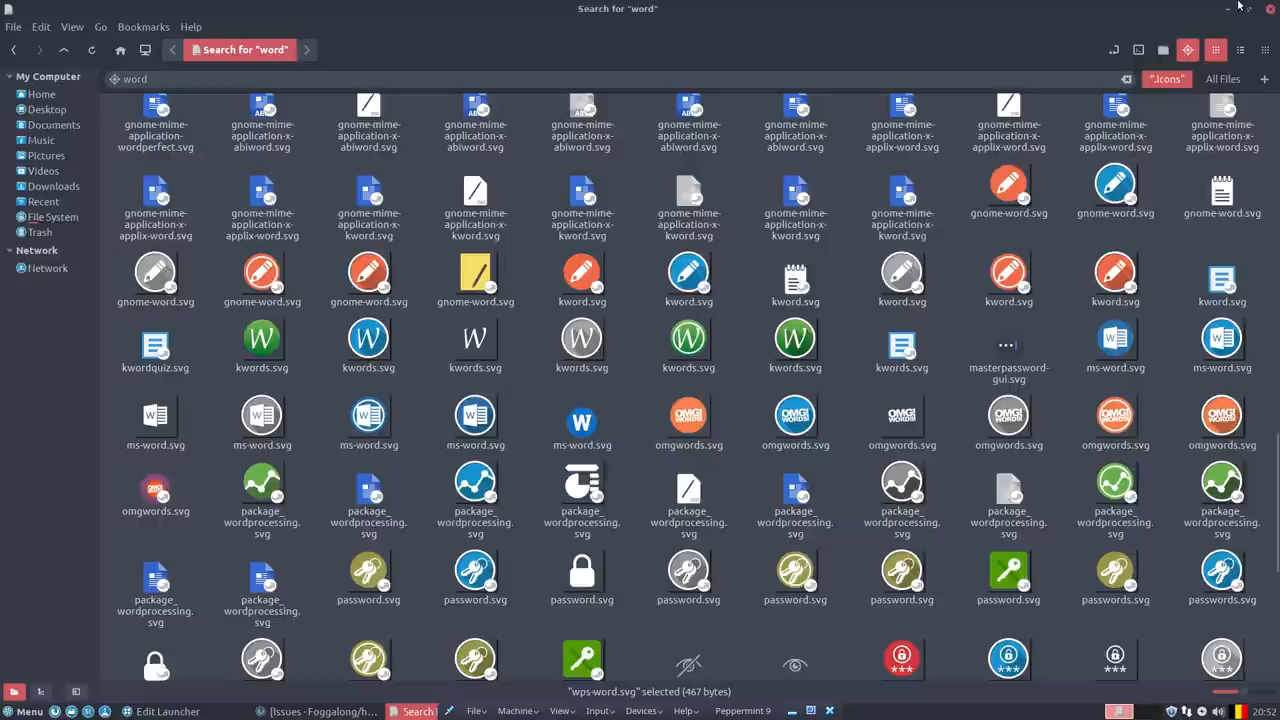 Search for "word"
File Edit View Go Bookmarks Help
Search for "word"
My Computer
Home
Desktop
Documents
Music
Pictures
Videos
Downloads
Recent
File System
Trash
Network
Network
word
".Icons" All Files
gnome-mime-application-wordperfect.svg
gnome-mime-application-x-abiword.svg
gnome-mime-application-x-abiword.svg
gnome-mime-application-x-abiword.svg
gnome-mime-application-x-abiword.svg
gnome-mime-application-x-abiword.svg
gnome-mime-application-x-applix-word.svg
gnome-mime-application-x-applix-word.svg
gnome-mime-application-x-applix-word.svg
gnome-mime-application-x-applix-word.svg
gnome-mime-application-x-applix-word.svg
gnome-mime-application-x-applix-word.svg
gnome-mime-application-x-applix-word.svg
gnome-mime-application-x-kword.svg
gnome-mime-application-x-kword.svg
gnome-mime-application-x-kword.svg
gnome-mime-application-x-kword.svg
gnome-mime-application-x-kword.svg
gnome-mime-application-x-kword.svg
gnome-word.svg
gnome-word.svg
gnome-word.svg
gnome-word.svg
gnome-word.svg
gnome-word.svg
gnome-word.svg
kword.svg
kword.svg
kword.svg
kword.svg
kword.svg
kword.svg
kword.svg
kwordquiz.svg
kwords.svg
kwords.svg
kwords.svg
kwords.svg
kwords.svg
kwords.svg
kwords.svg
masterpassword-gui.svg
ms-word.svg
ms-word.svg
ms-word.svg
ms-word.svg
ms-word.svg
ms-word.svg
ms-word.svg
omgwords.svg
omgwords.svg
omgwords.svg
omgwords.svg
omgwords.svg
omgwords.svg
omgwords.svg
package_wordprocessing.svg
package_wordprocessing.svg
package_wordprocessing.svg
package_wordprocessing.svg
package_wordprocessing.svg
package_wordprocessing.svg
package_wordprocessing.svg
package_wordprocessing.svg
package_wordprocessing.svg
package_wordprocessing.svg
package_wordprocessing.svg
package_wordprocessing.svg
password.svg
password.svg
password.svg
password.svg
password.svg
password.svg
password.svg
passwords.svg
passwords.svg
"wps-word.svg" selected (467 bytes)
Menu Edit Launcher [Issues · Foggalong/h... Search File Machine View Input Devices Help Peppermint 9 20:52